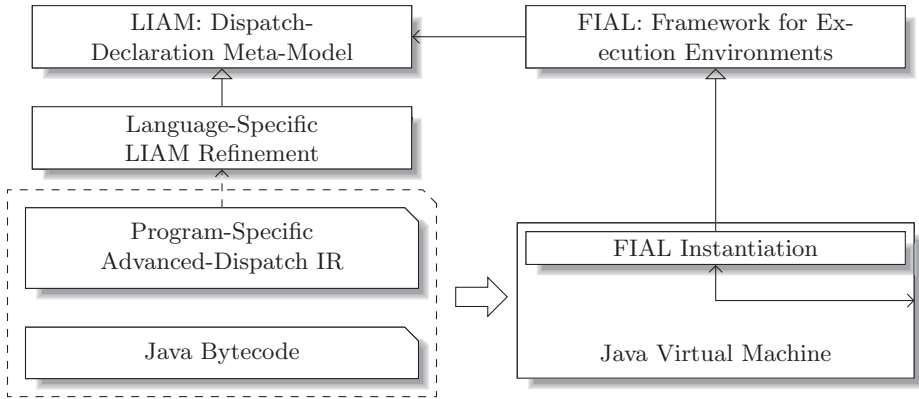 LIAM: Dispatch-
Declaration Meta-Model
FIAL: Framework for Ex-
ecution Environments
Language-Specific
LIAM Refinement
Program-Specific
Advanced-Dispatch IR
FIAL Instantiation
Java Bytecode
Java Virtual Machine